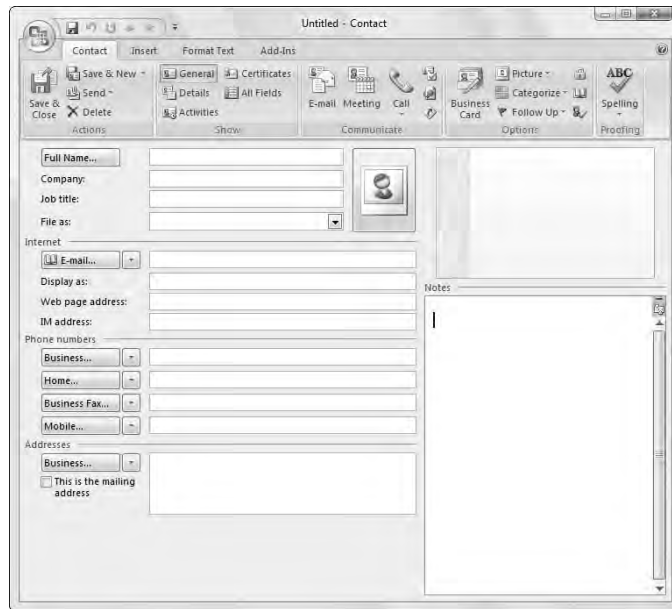 Untitled - Contact
Contact Insert Format Text Add-Ins
Save & Close
Save & New
Send
Delete
Actions
General
Details
Activities
Certificates
All Fields
Show
E-mail Meeting Call
Communicate
Business Card
Picture
Categorize
Follow Up
Options
ABC
Spelling
Proofing
Full Name...
Company:
Job title:
File as:
Internet
E-mail...
Display as:
Web page address:
IM address:
Phone numbers
Business...
Home...
Business Fax...
Mobile...
Addresses
Business...
This is the mailing
address
Notes